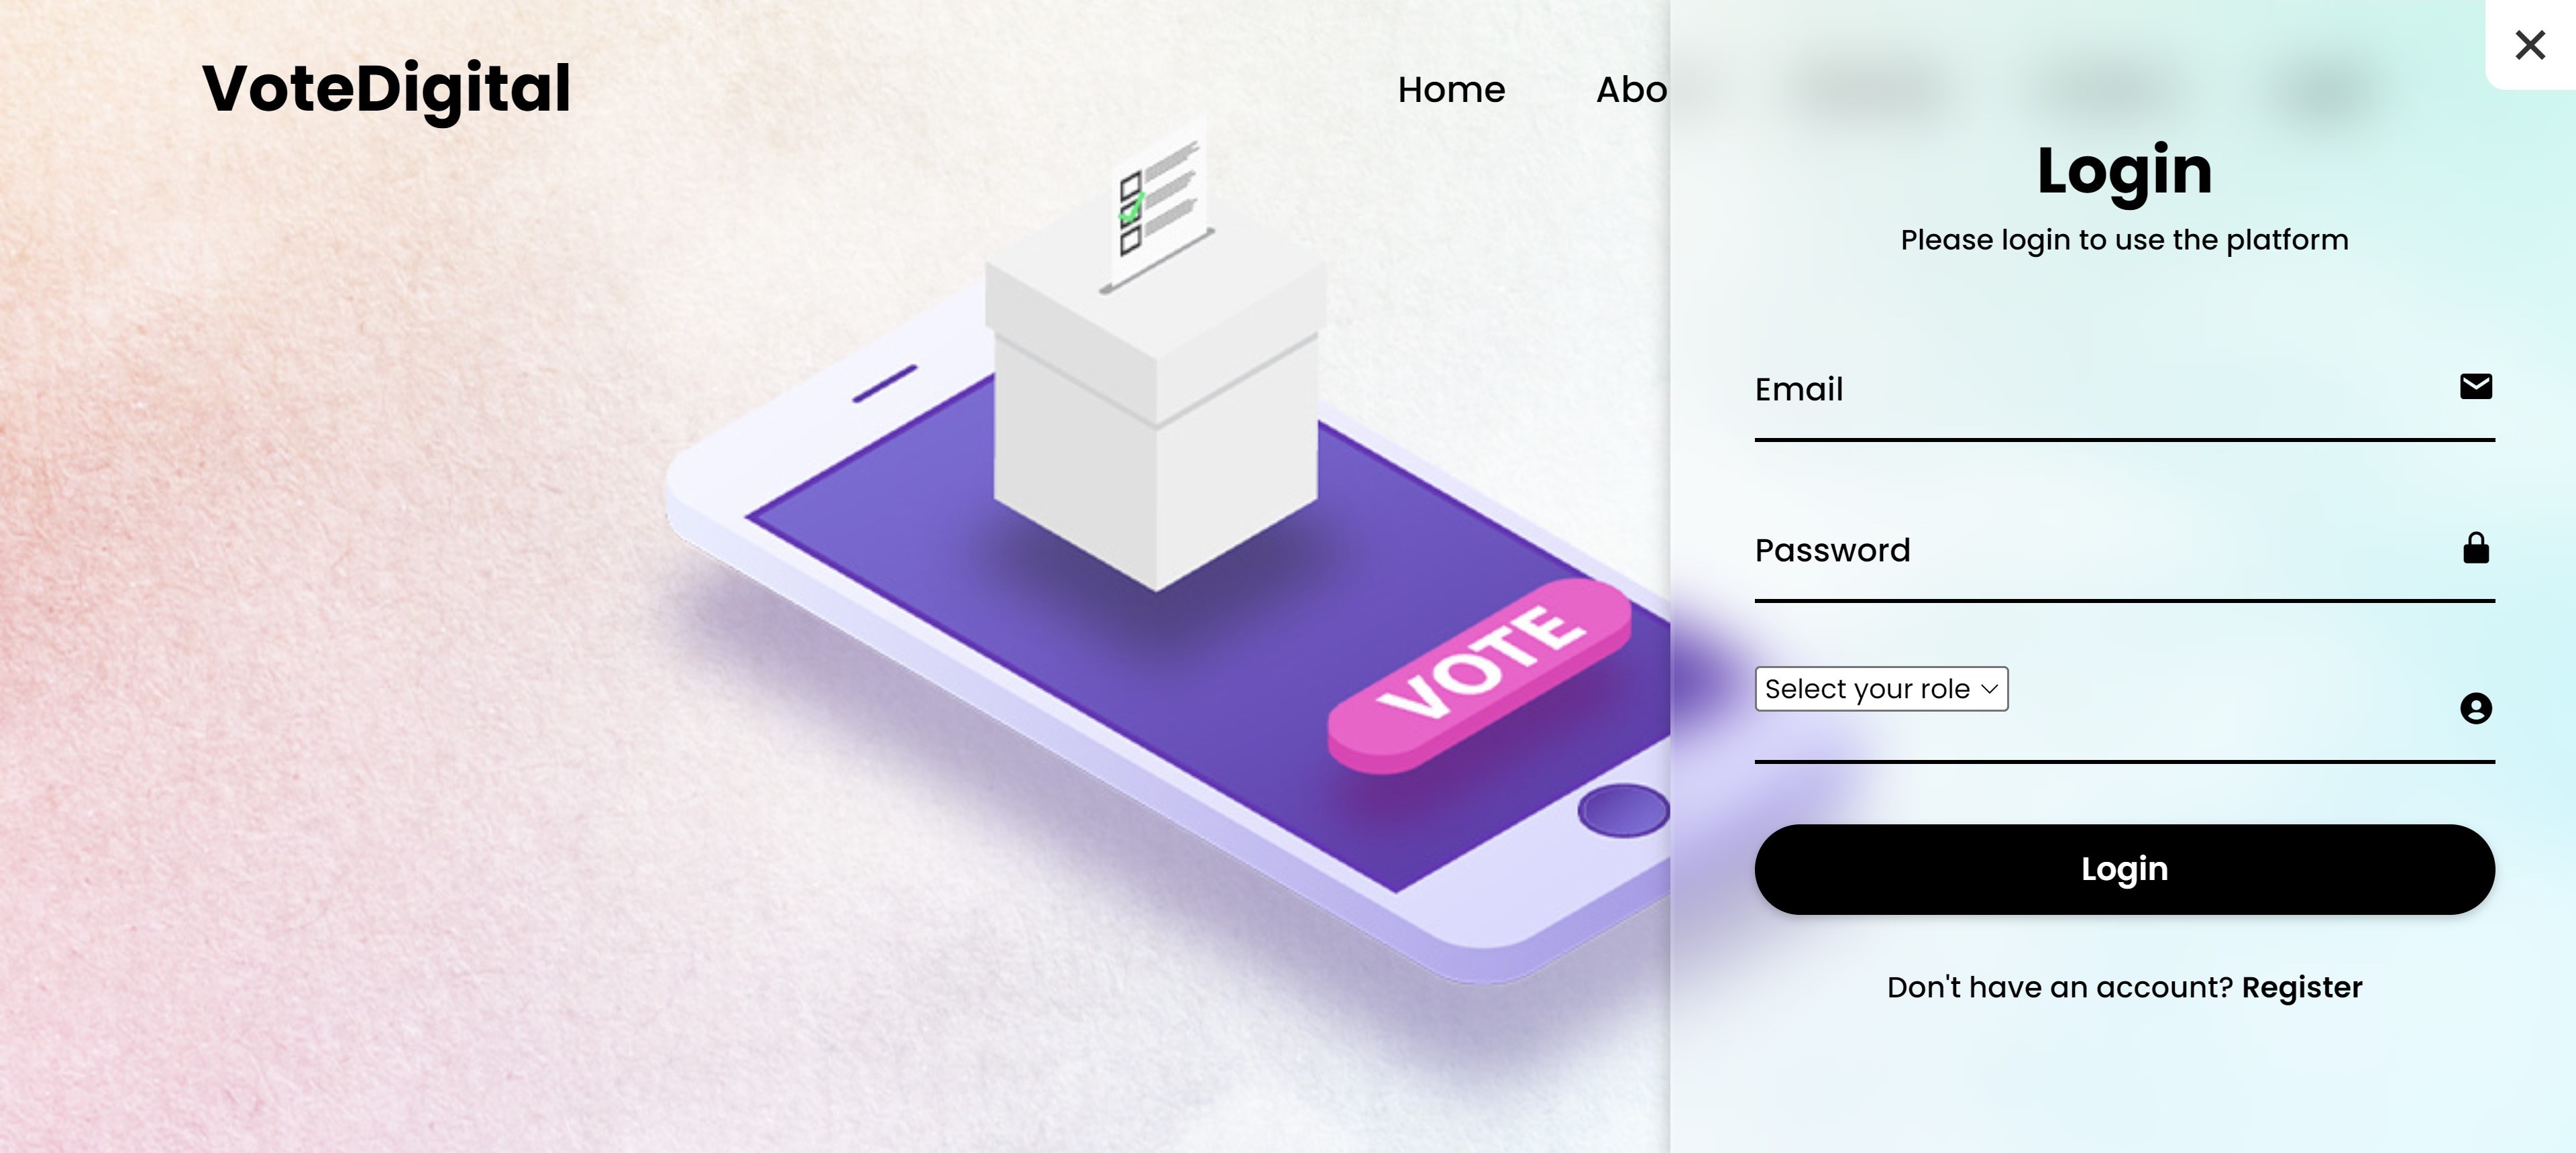 VoteDigital
Home Abo
Login
Please login to use the platform
Email
Password
VOTE
Select your role
Login
Don't have an account? Register